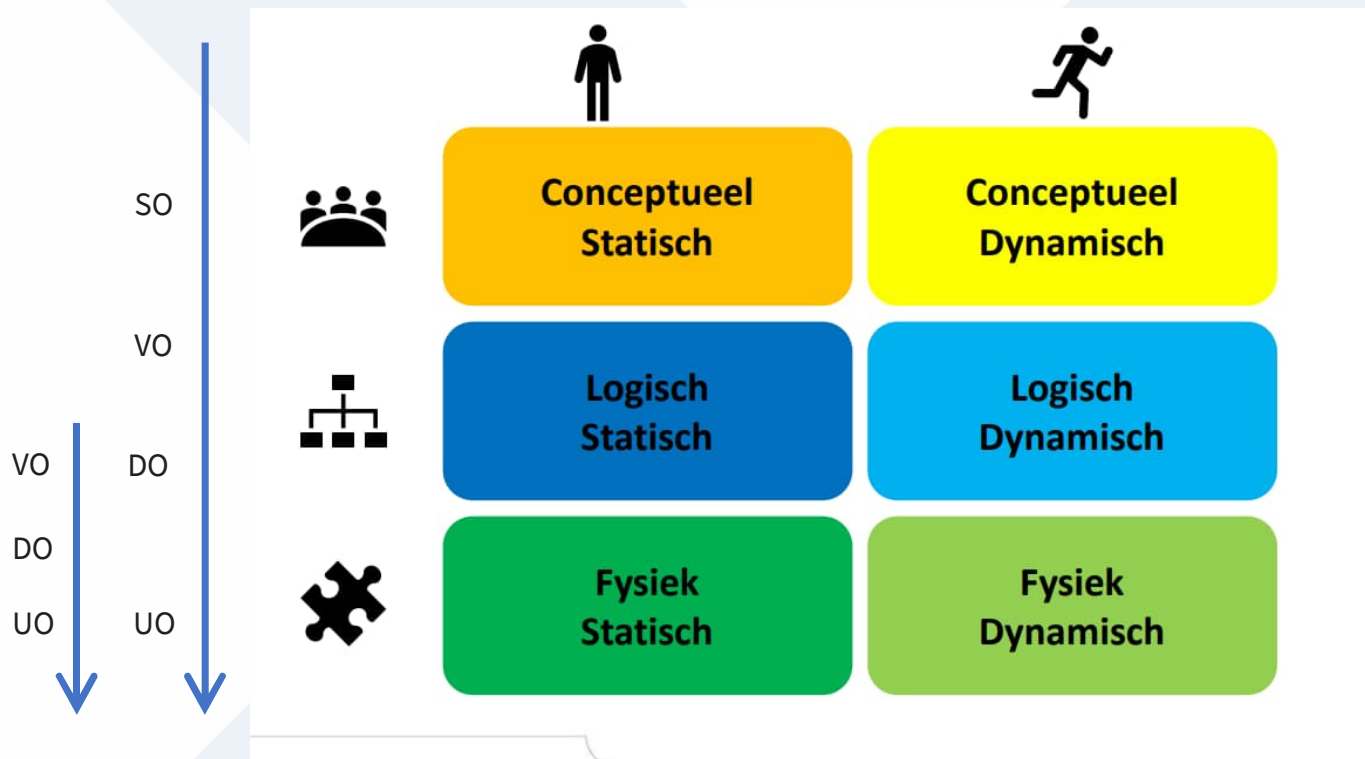 SO
VO
DO
UO
VO
DO
UO
Conceptueel
Statisch
Conceptueel
Dynamisch
Logisch
Statisch
Logisch
Dynamisch
Fysiek
Statisch
Fysiek
Dynamisch